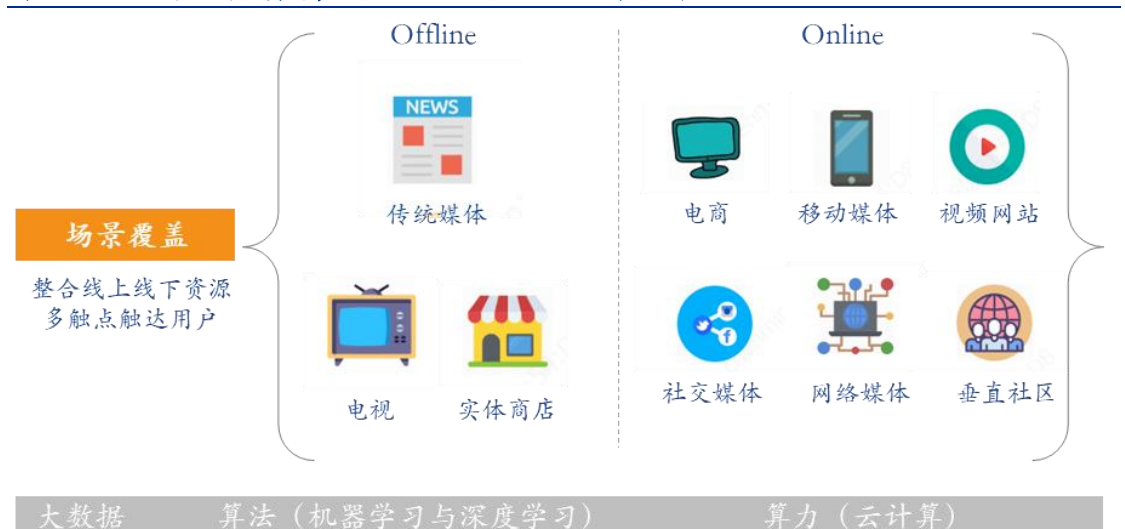 Offline
Online
NEWS
传统媒体
电商
移动媒体
视频网站
场景覆盖
整合线上线下资源
多触点触达用户
电视
实体商店
社交媒体
网络媒体
垂直社区
大数据
算法（机器学习与深度学习）
算力（云计算）